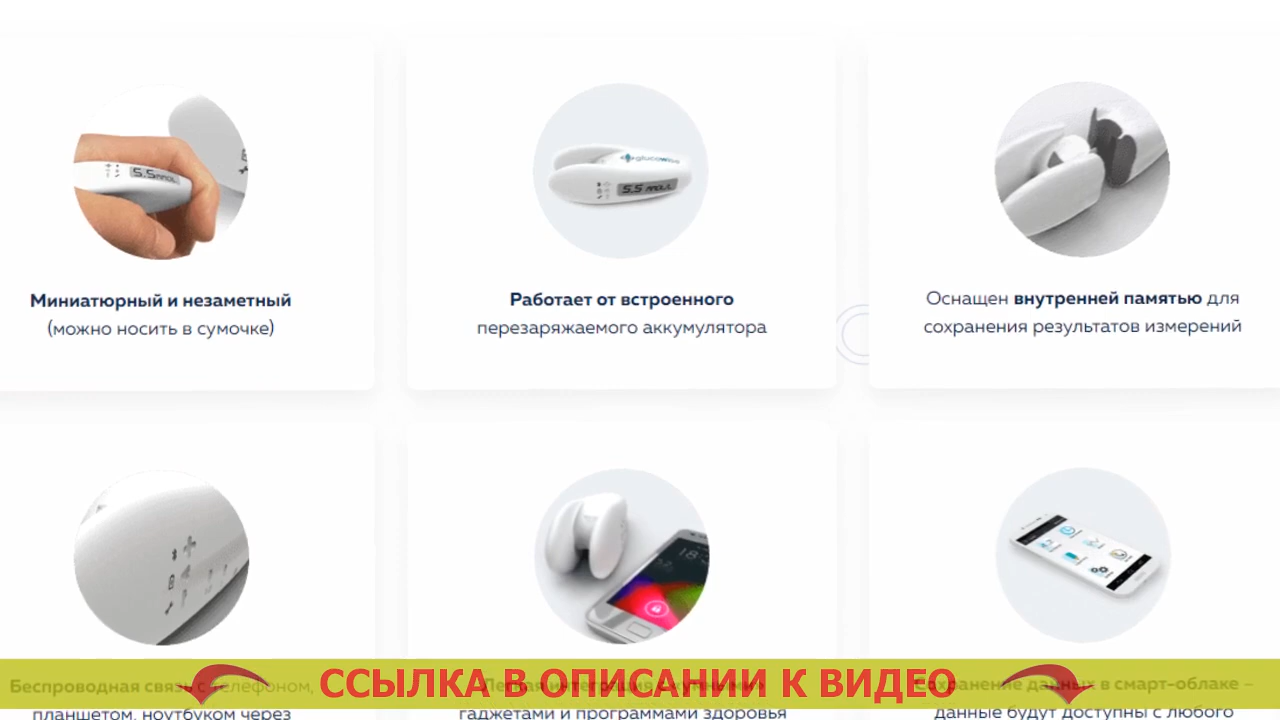 5.5 mmol
glucowise
5.5 mmol/L
Миниатюрный и незаметный
(можно носить в сумочке)
Работает от встроенного
перезаряжаемого аккумулятора
Оснащен внутренней памятью для
сохранения результатов измерений
18
Беспроводная связь с телефоном,
планшетом, ноутбуком через
гаджетами и программами здоровья
Сохранение данных в смарт-облаке –
данные будут доступны с любого
ССЫЛКА В ОПИСАНИИ К ВИДЕО